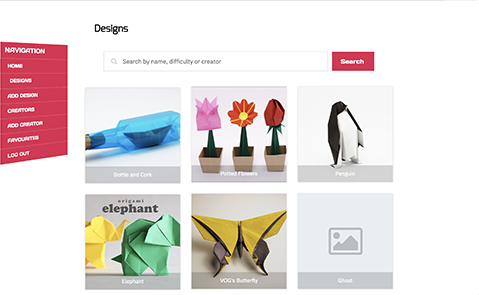 Designs
NAVIGATION
HOME
DESIGNS
ADD DESIGN
CREATORS
ADD CREATOR
FAVOURITES
LOG OUT
Search by name, difficulty or creator
Search
Bottle and Cork
Potted Flowers
Penguin
origami
elephant
Elephant
VOG's Butterfly
Ghost